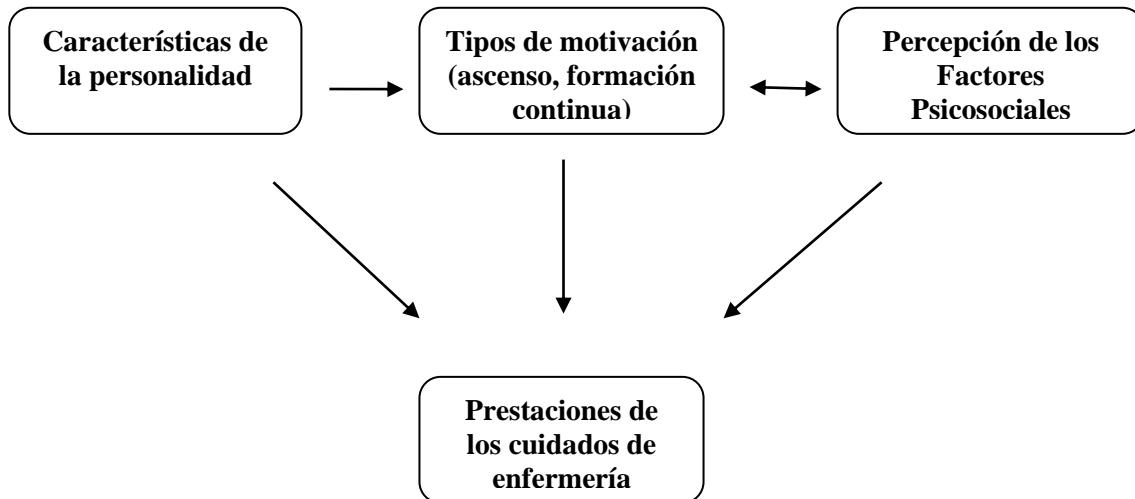 Características de
la personalidad
Tipos de motivación
(ascenso, formación
continua)
Percepción de los
Factores
Psicosociales
Prestaciones de
los cuidados de
enfermería